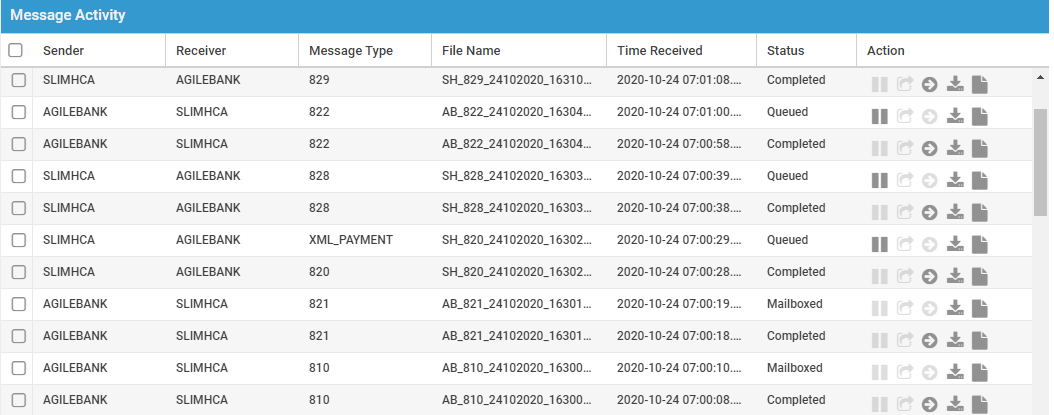 Message Activity
Sender Receiver Message Type File Name Time Received Status Action
SLIMHCA AGILEBANK 829 SH_829_24102020_16310... 2020-10-24 07:01:08.... Completed
AGILEBANK SLIMHCA 822 AB_822_24102020_16304... 2020-10-24 07:01:00.... Queued
AGILEBANK SLIMHCA 822 AB_822_24102020_16304... 2020-10-24 07:00:58.... Completed
SLIMHCA AGILEBANK 828 SH_828_24102020_16303... 2020-10-24 07:00:39.... Queued
SLIMHCA AGILEBANK 828 SH_828_24102020_16303... 2020-10-24 07:00:38.... Completed
SLIMHCA AGILEBANK XML_PAYMENT SH_820_24102020_16302... 2020-10-24 07:00:29.... Queued
SLIMHCA AGILEBANK 820 SH_820_24102020_16302... 2020-10-24 07:00:28.... Completed
AGILEBANK SLIMHCA 821 AB_821_24102020_16301... 2020-10-24 07:00:19.... Mailboxed
AGILEBANK SLIMHCA 821 AB_821_24102020_16301... 2020-10-24 07:00:18.... Completed
AGILEBANK SLIMHCA 810 AB_810_24102020_16300... 2020-10-24 07:00:10.... Mailboxed
AGILEBANK SLIMHCA 810 AB_810_24102020_16300... 2020-10-24 07:00:08.... Completed